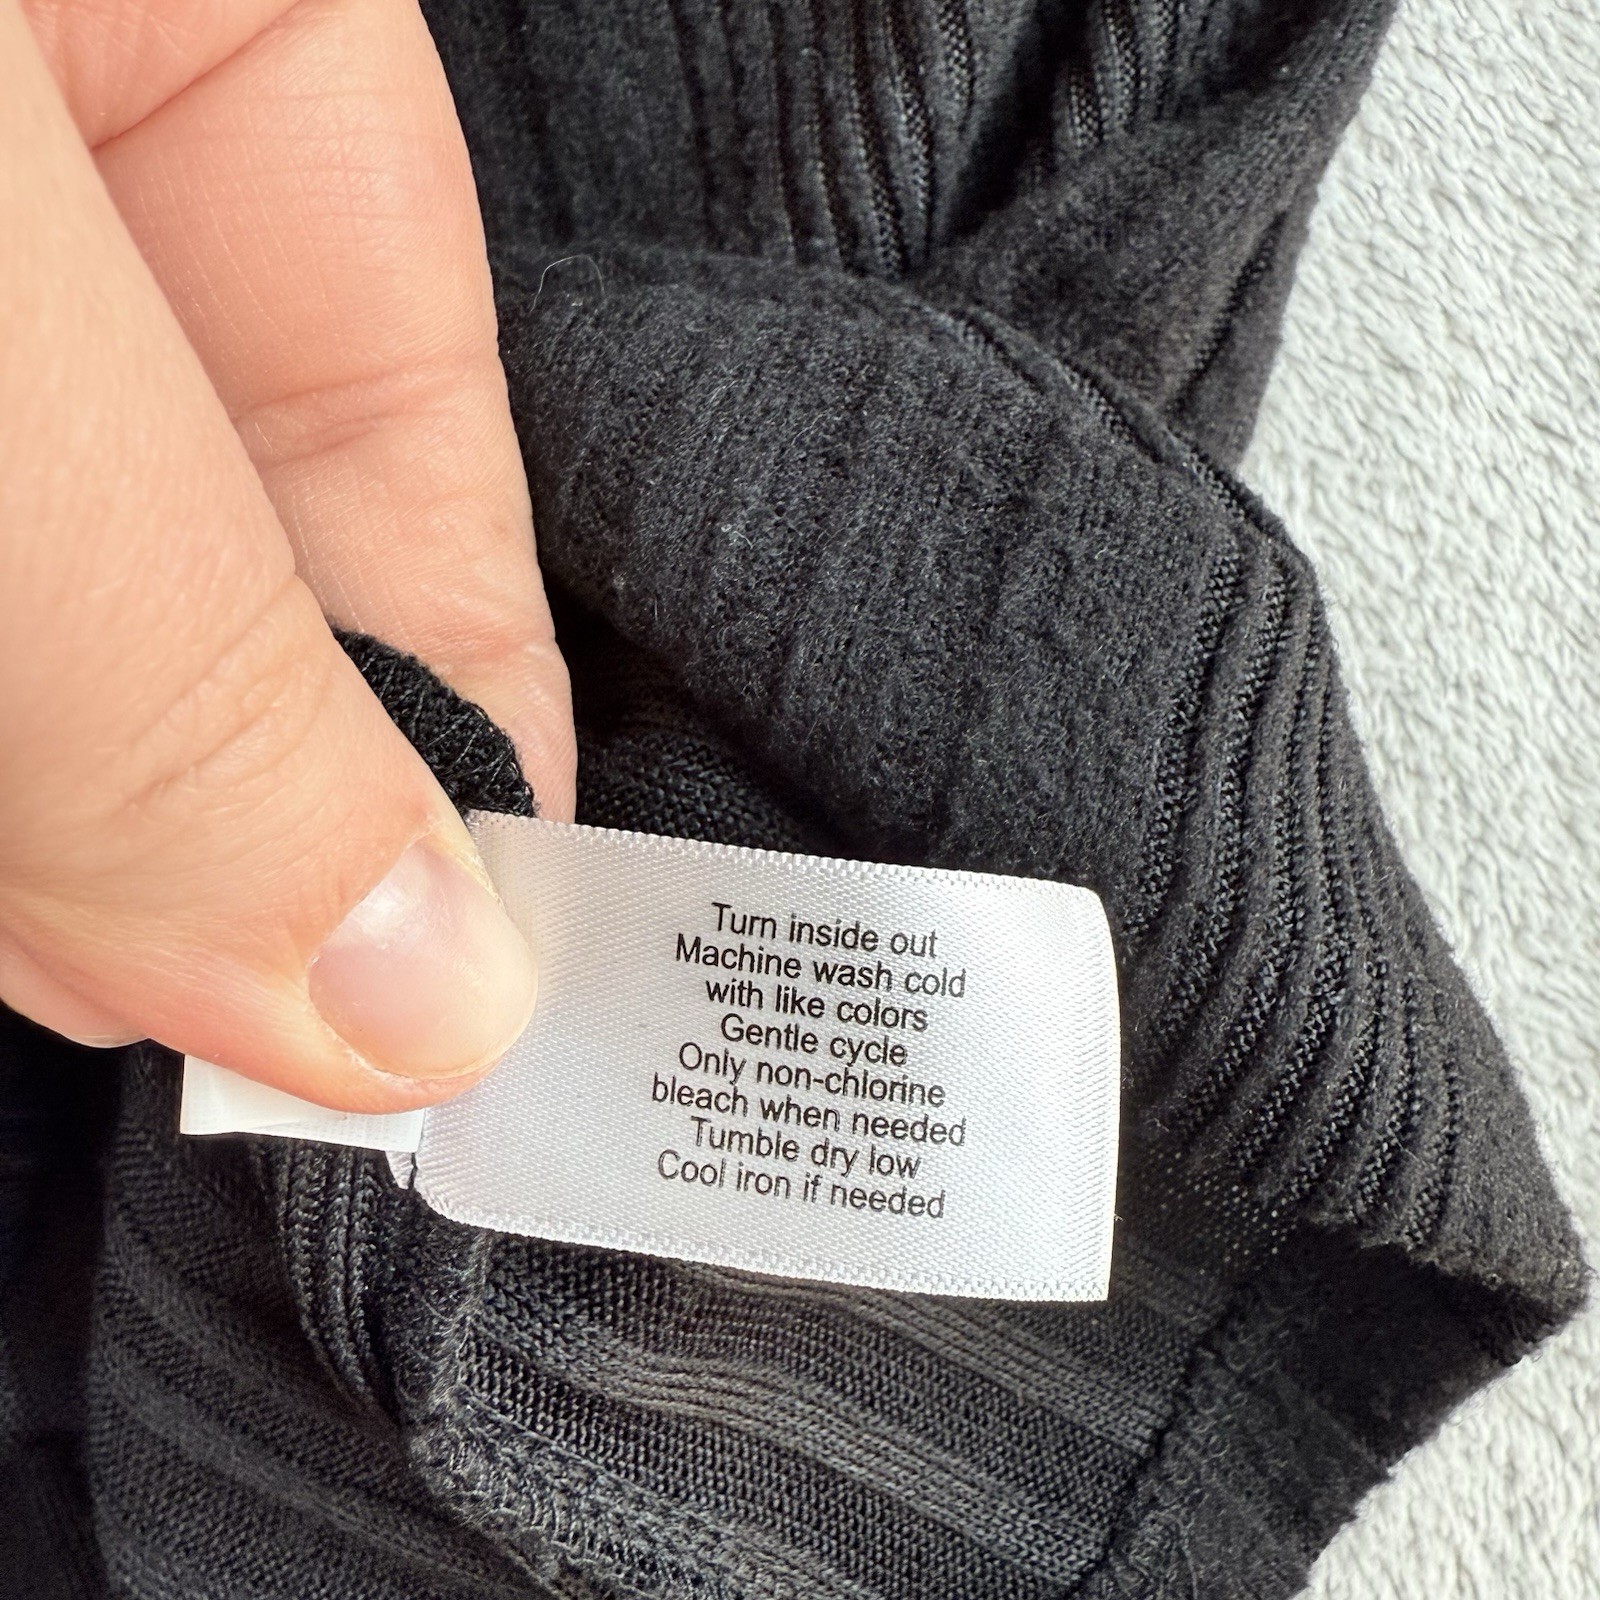 Turn inside out
Machine wash cold
with like colors
Gentle cycle
Only non-chlorine
bleach when needed
Tumble dry low
Cool iron if needed